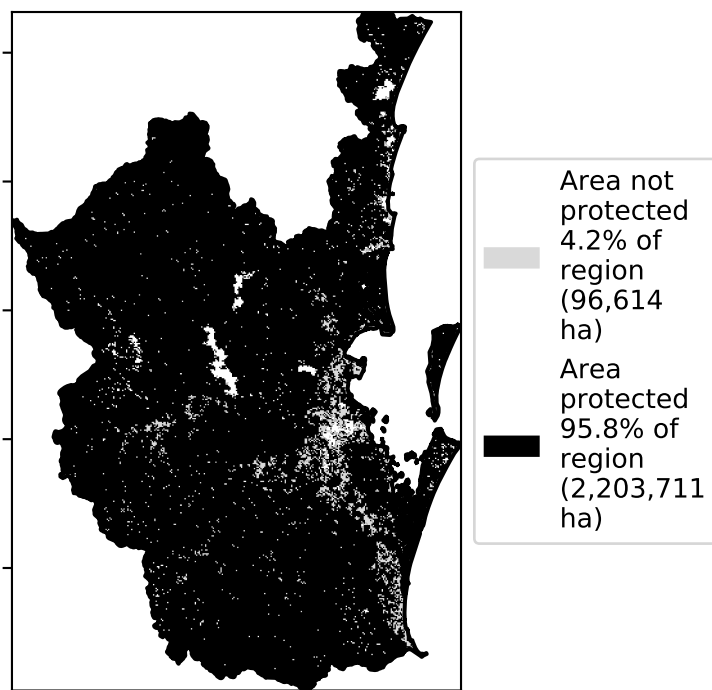 Area not
protected
4.2% of
region
(96,614
ha)
Area
protected
95.8% of
region
(2,203,711
ha)